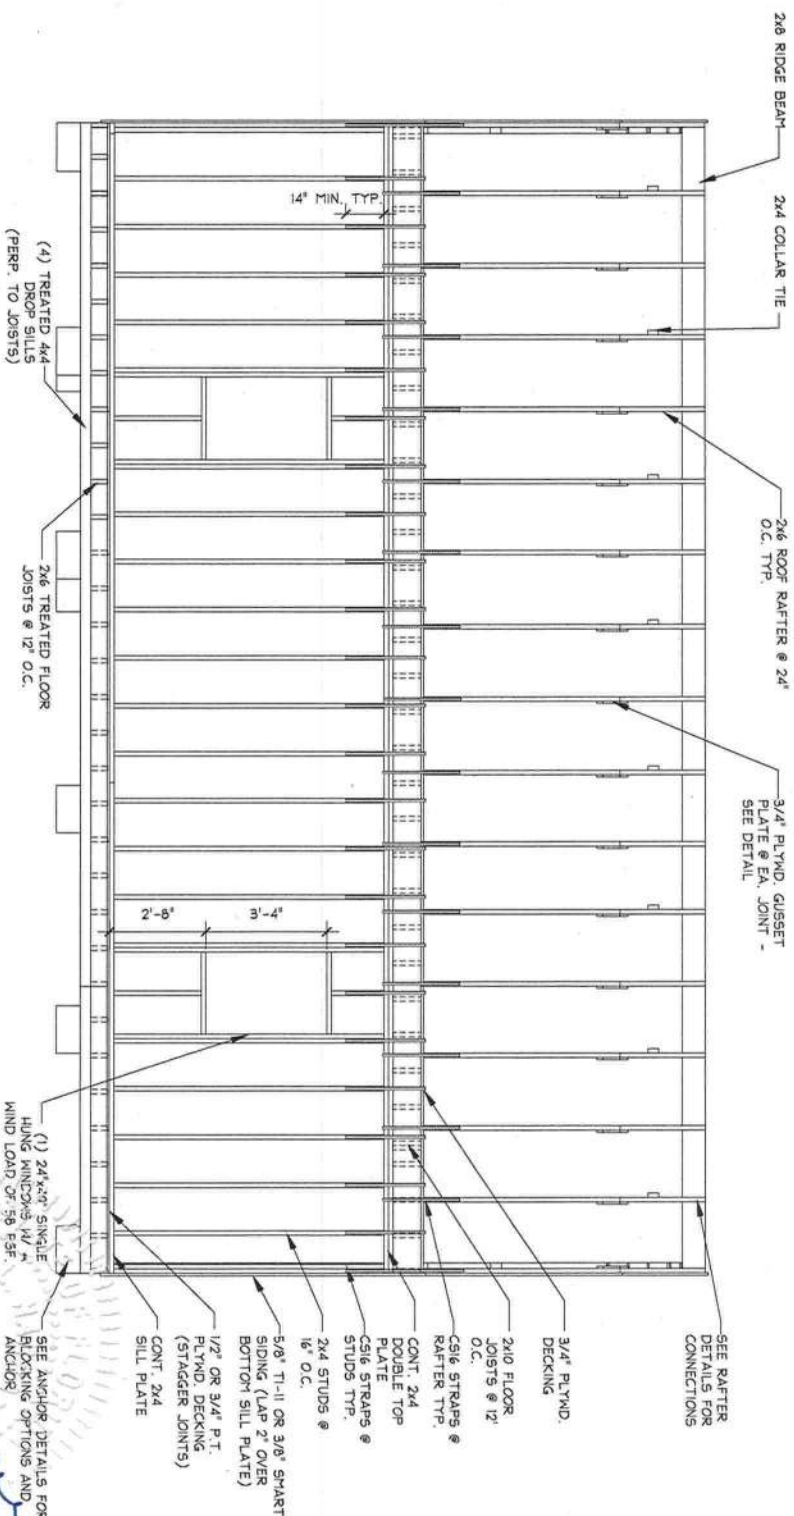 2x8 RIDGE BEAM
2x4 COLLAR TIE
2x6 ROOF RAFTER @ 24"
O.C. TYP.
3/4" PLYWD. GUSSET
PLATE @ EA. JOINT -
SEE DETAIL
SEE RAFTER
DETAILS FOR
CONNECTIONS
3/4" PLYWD.
DECKING
2x10 FLOOR
JOISTS @ 12'
O.C.
CS16 STRAPS @
RAFTER TYP.
CONT. 2x4
DOUBLE TOP
PLATE
CS16 STRAPS @
STUDS TYP.
2x4 STUDS @
16" O.C.
5/8" T1-11 OR 3/8" SMART
SIDING (LAP 2" OVER
BOTTOM SILL PLATE)
1/2" OR 3/4" P.T.
PLYWD. DECKING
(STAGGER JOINTS)
CONT. 2x4
SILL PLATE
14" MIN. TYP.
2'-8"
3'-4"
(4) TREATED 4x4
DROP SILLS
(PERP. TO JOISTS)
2x6 TREATED FLOOR
JOISTS @ 12" O.C.
(1) SINGLE
HUNG WINDOWS W/ A
WIND LOAD OF 58 PSF.
SEE ANCHOR DETAILS FOR
BLOCKING OPTIONS AND
ANCHOR